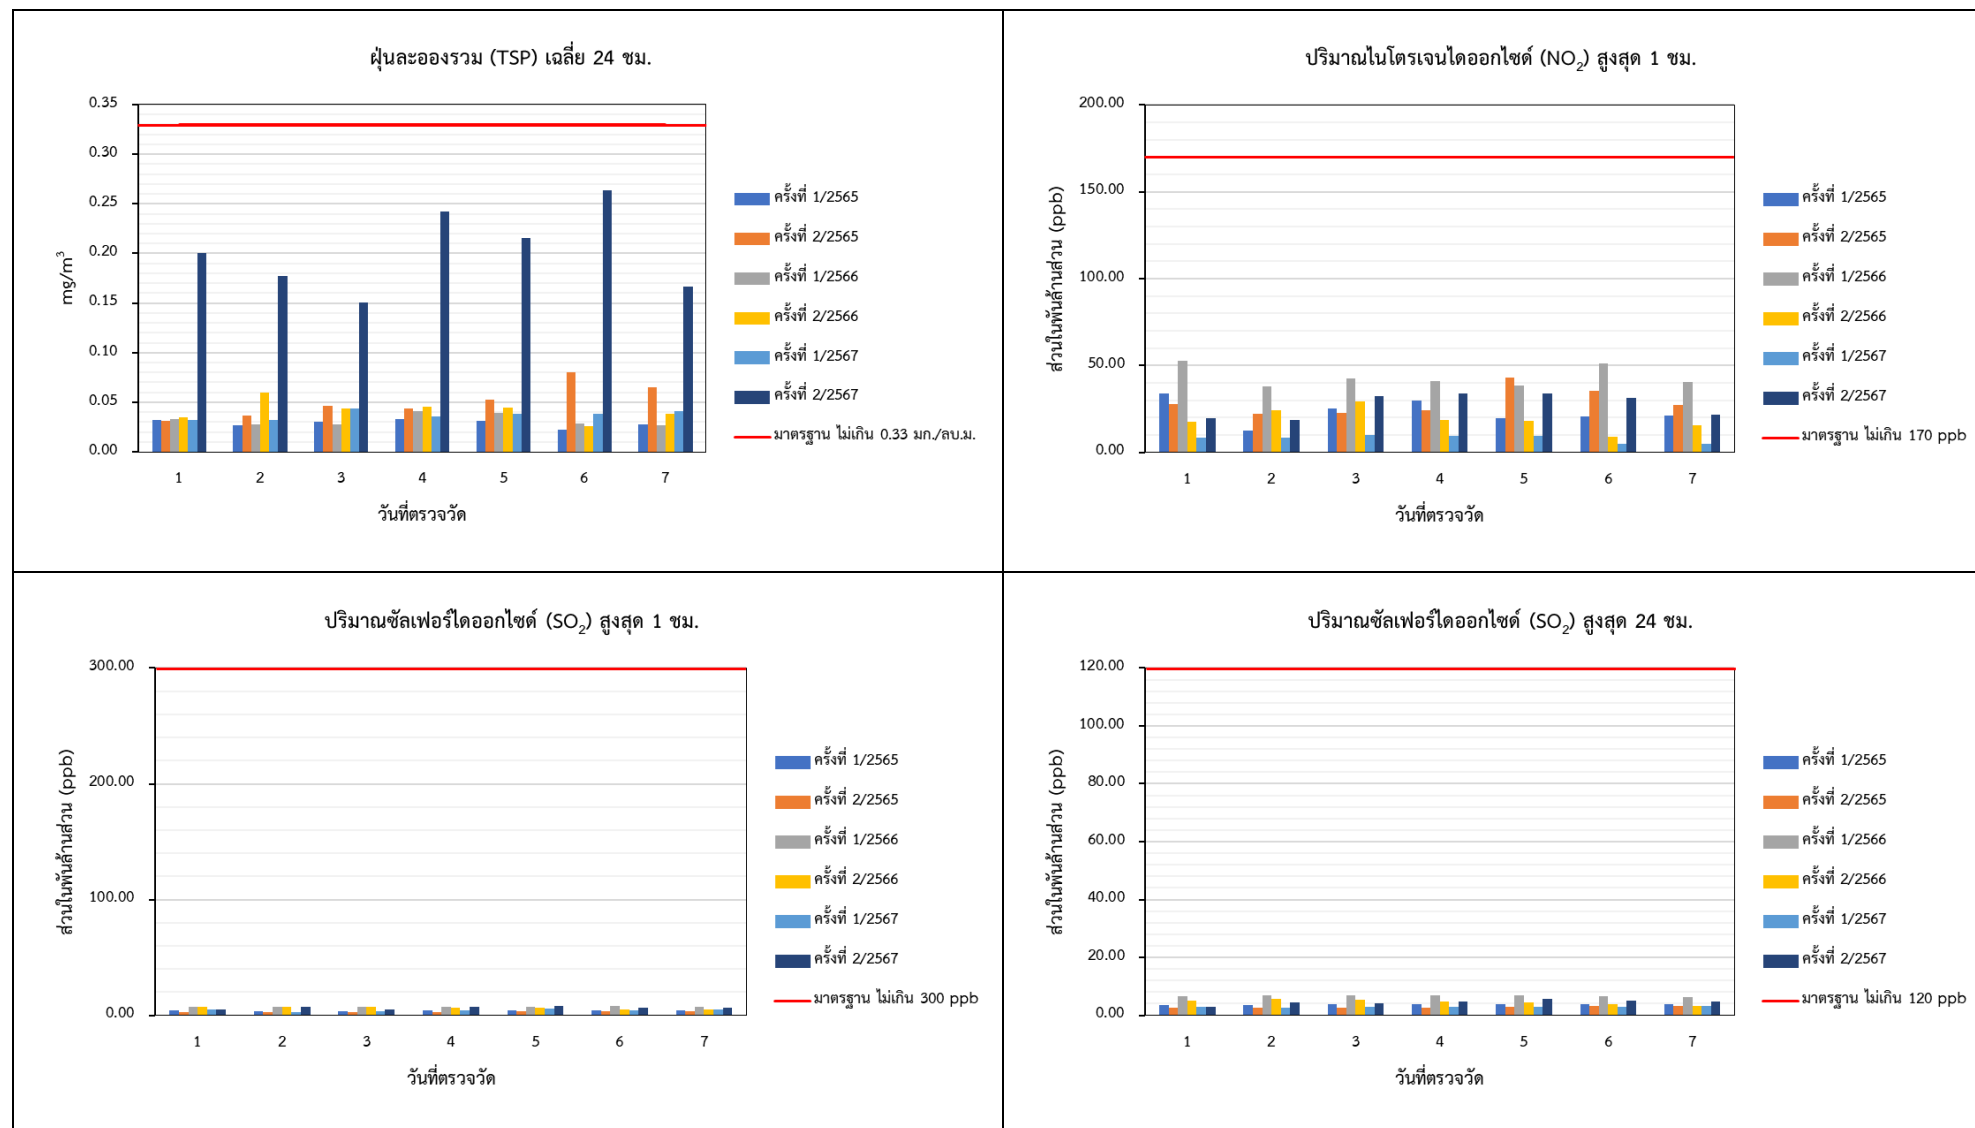 ฝุ่นละอองรวม (TSP) เฉลี่ย 24 ชม.
0.35
0.30
0.25
0.20
0.15
0.10
0.05
0.00
mg/m³
1 2 3 4 5 6 7
วันที่ตรวจวัด
ครั้งที่ 1/2565
ครั้งที่ 2/2565
ครั้งที่ 1/2566
ครั้งที่ 2/2566
ครั้งที่ 1/2567
ครั้งที่ 2/2567
มาตรฐาน ไม่เกิน 0.33 มก./ลบ.ม.
ปริมาณไนโตรเจนไดออกไซด์ (NO₂) สูงสุด 1 ชม.
200.00
150.00
100.00
50.00
0.00
ส่วนในพันล้านส่วน (ppb)
1 2 3 4 5 6 7
วันที่ตรวจวัด
ครั้งที่ 1/2565
ครั้งที่ 2/2565
ครั้งที่ 1/2566
ครั้งที่ 2/2566
ครั้งที่ 1/2567
ครั้งที่ 2/2567
มาตรฐาน ไม่เกิน 170 ppb
ปริมาณซัลเฟอร์ไดออกไซด์ (SO₂) สูงสุด 1 ชม.
300.00
200.00
100.00
0.00
ส่วนในพันล้านส่วน (ppb)
1 2 3 4 5 6 7
วันที่ตรวจวัด
ครั้งที่ 1/2565
ครั้งที่ 2/2565
ครั้งที่ 1/2566
ครั้งที่ 2/2566
ครั้งที่ 1/2567
ครั้งที่ 2/2567
มาตรฐาน ไม่เกิน 300 ppb
ปริมาณซัลเฟอร์ไดออกไซด์ (SO₂) สูงสุด 24 ชม.
120.00
100.00
80.00
60.00
40.00
20.00
0.00
ส่วนในพันล้านส่วน (ppb)
1 2 3 4 5 6 7
วันที่ตรวจวัด
ครั้งที่ 1/2565
ครั้งที่ 2/2565
ครั้งที่ 1/2566
ครั้งที่ 2/2566
ครั้งที่ 1/2567
ครั้งที่ 2/2567
มาตรฐาน ไม่เกิน 120 ppb